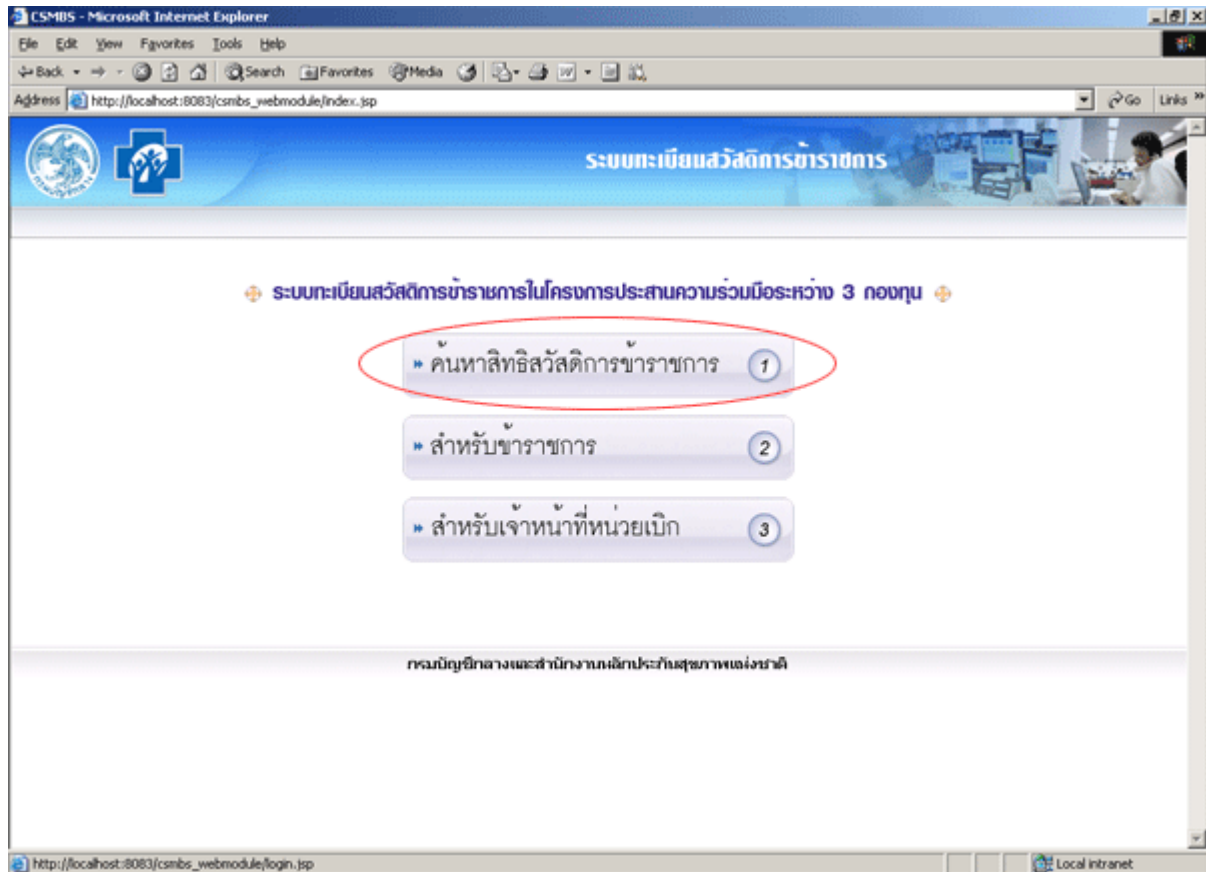 CSMBS - Microsoft Internet Explorer
File Edit View Favorites Tools Help
Back Search Favorites Media
Address http://localhost:8083/csmbs_webmodule/index.jsp Go Links »
ระบบทะเบียนสวัสดิการข้าราชการ
ระบบทะเบียนสวัสดิการข้าราชการในโครงการประสานความร่วมมือระหว่าง 3 กองทุน
ค้นหาสิทธิสวัสดิการข้าราชการ 1
สำหรับข้าราชการ 2
สำหรับเจ้าหน้าที่หน่วยเบิก 3
กรมบัญชีกลางและสำนักงานหลักประกันสุขภาพแห่งชาติ
http://localhost:8083/csmbs_webmodule/login.jsp Local intranet